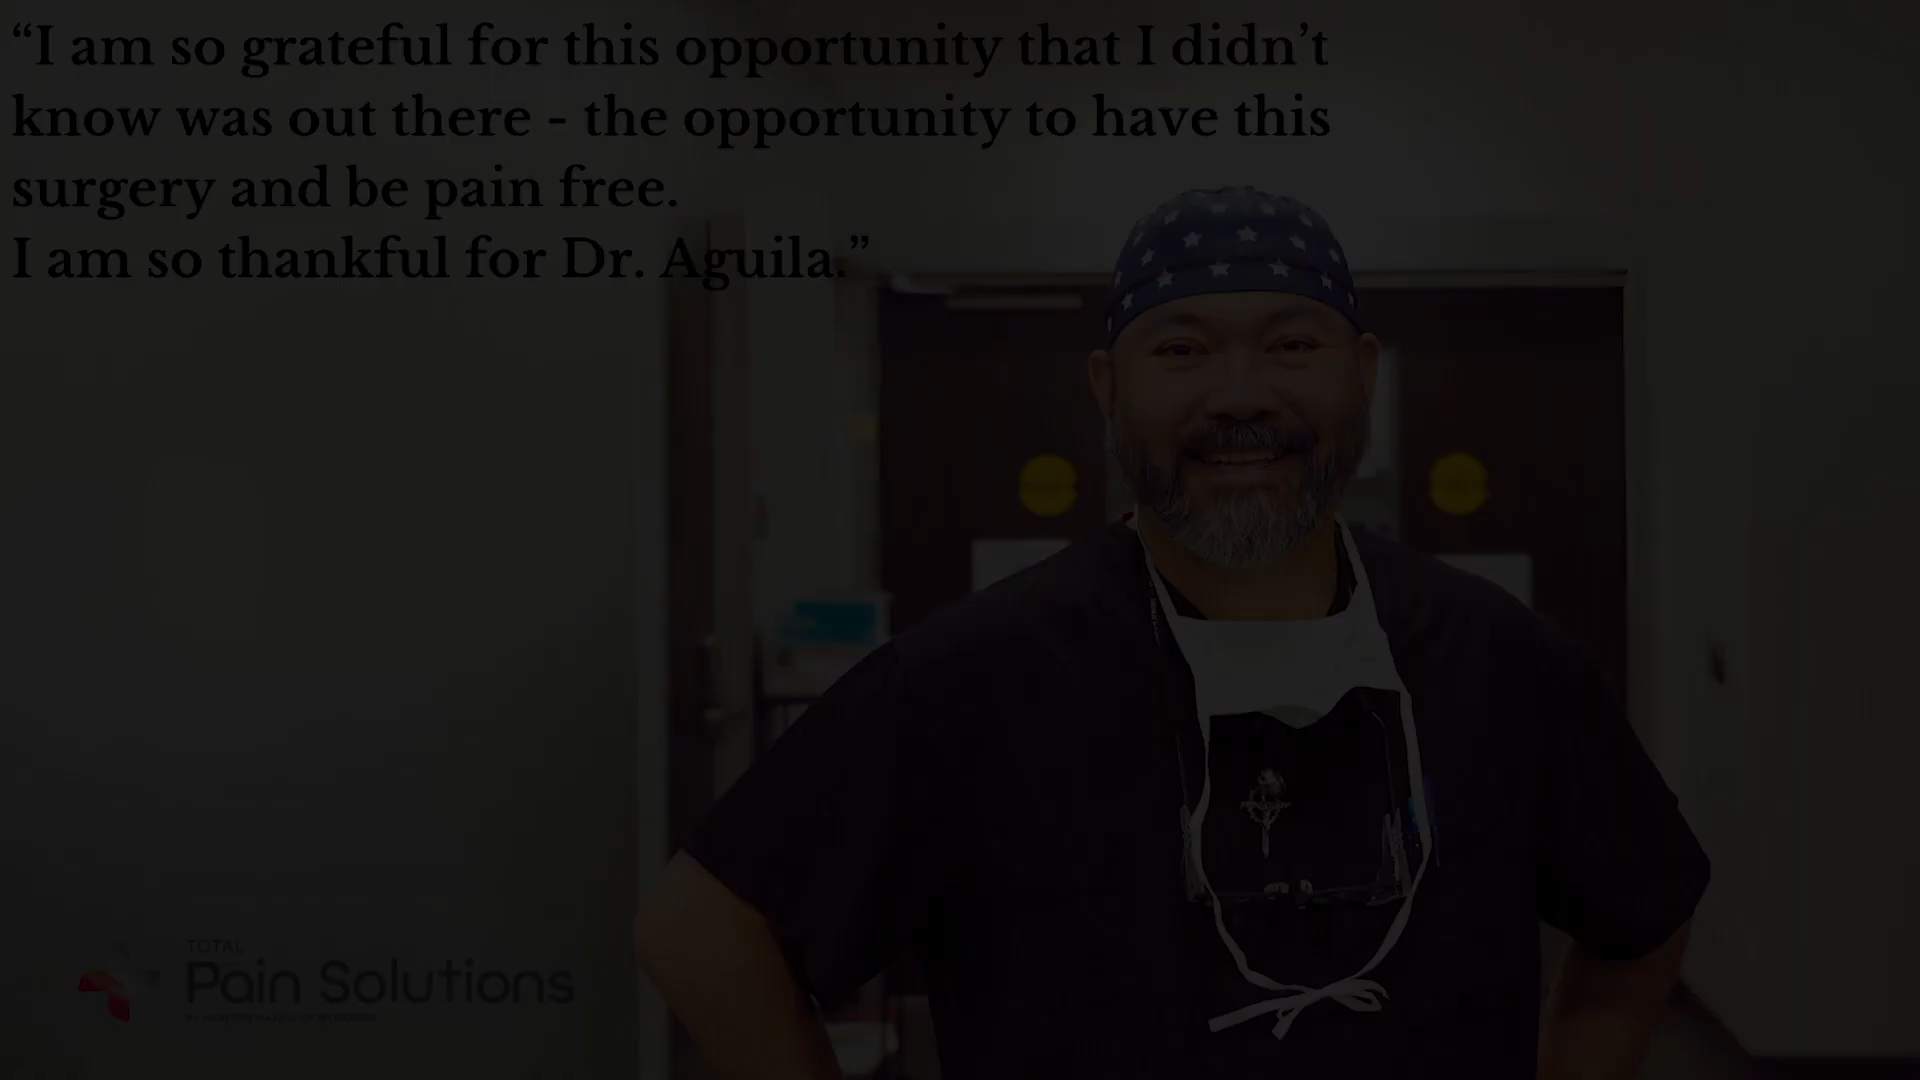 “I am so grateful for this opportunity that I didn’t
know was out there - the opportunity to have this
surgery and be pain free.
I am so thankful for Dr. Aguila.”
TOTAL
Pain Solutions